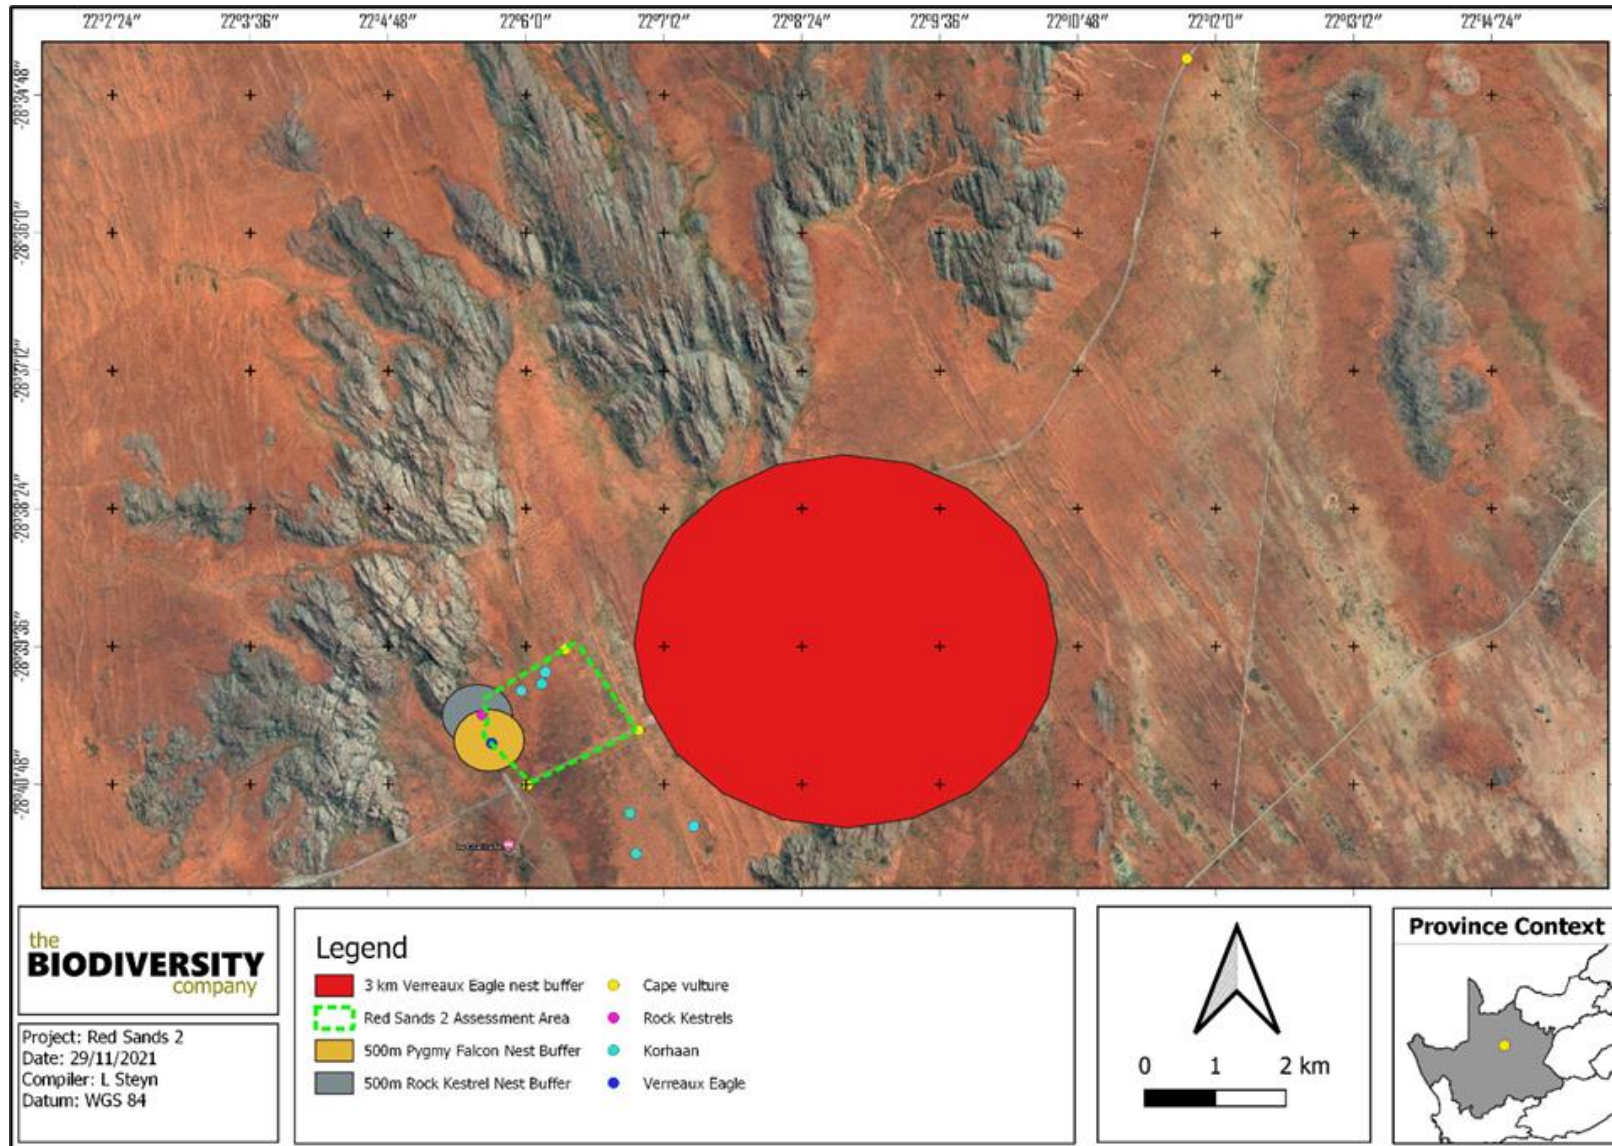 22°2'24" 22°3'36" 22°4'48" 22°6'0" 22°7'12" 22°8'24" 22°9'36" 22°10'48" 22°12'0" 22°13'12" 22°14'24"
-28°34'48"
-28°36'0"
-28°37'12"
-28°38'24"
-28°39'36"
-28°40'48"
the
BIODIVERSITY
company
Project: Red Sands 2
Date: 29/11/2021
Compiler: L Steyn
Datum: WGS 84
Legend
3 km Verreaux Eagle nest buffer
Red Sands 2 Assessment Area
500m Pygmy Falcon Nest Buffer
500m Rock Kestrel Nest Buffer
Cape vulture
Rock Kestrels
Korhaan
Verreaux Eagle
0 1 2 km
Province Context